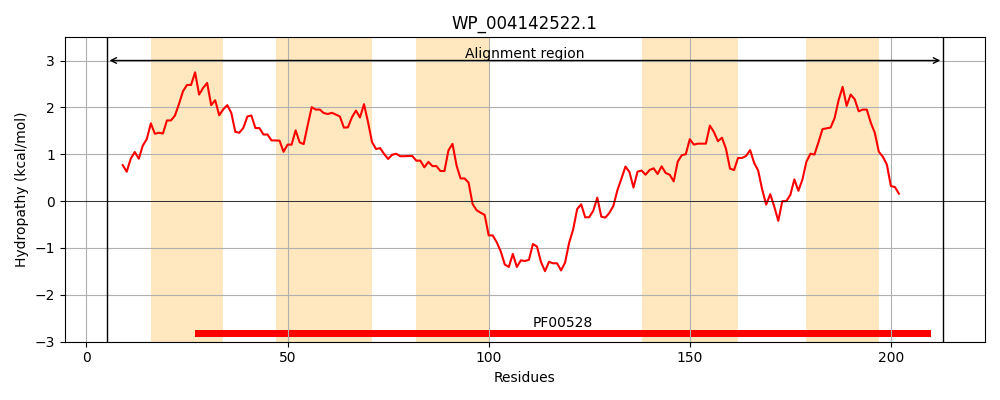 WP_004142522.1
Alignment region
3
2
1
0
−1
−2
−3
Hydropathy (kcal/mol)
PF00528
0
50
100
150
200
Residues